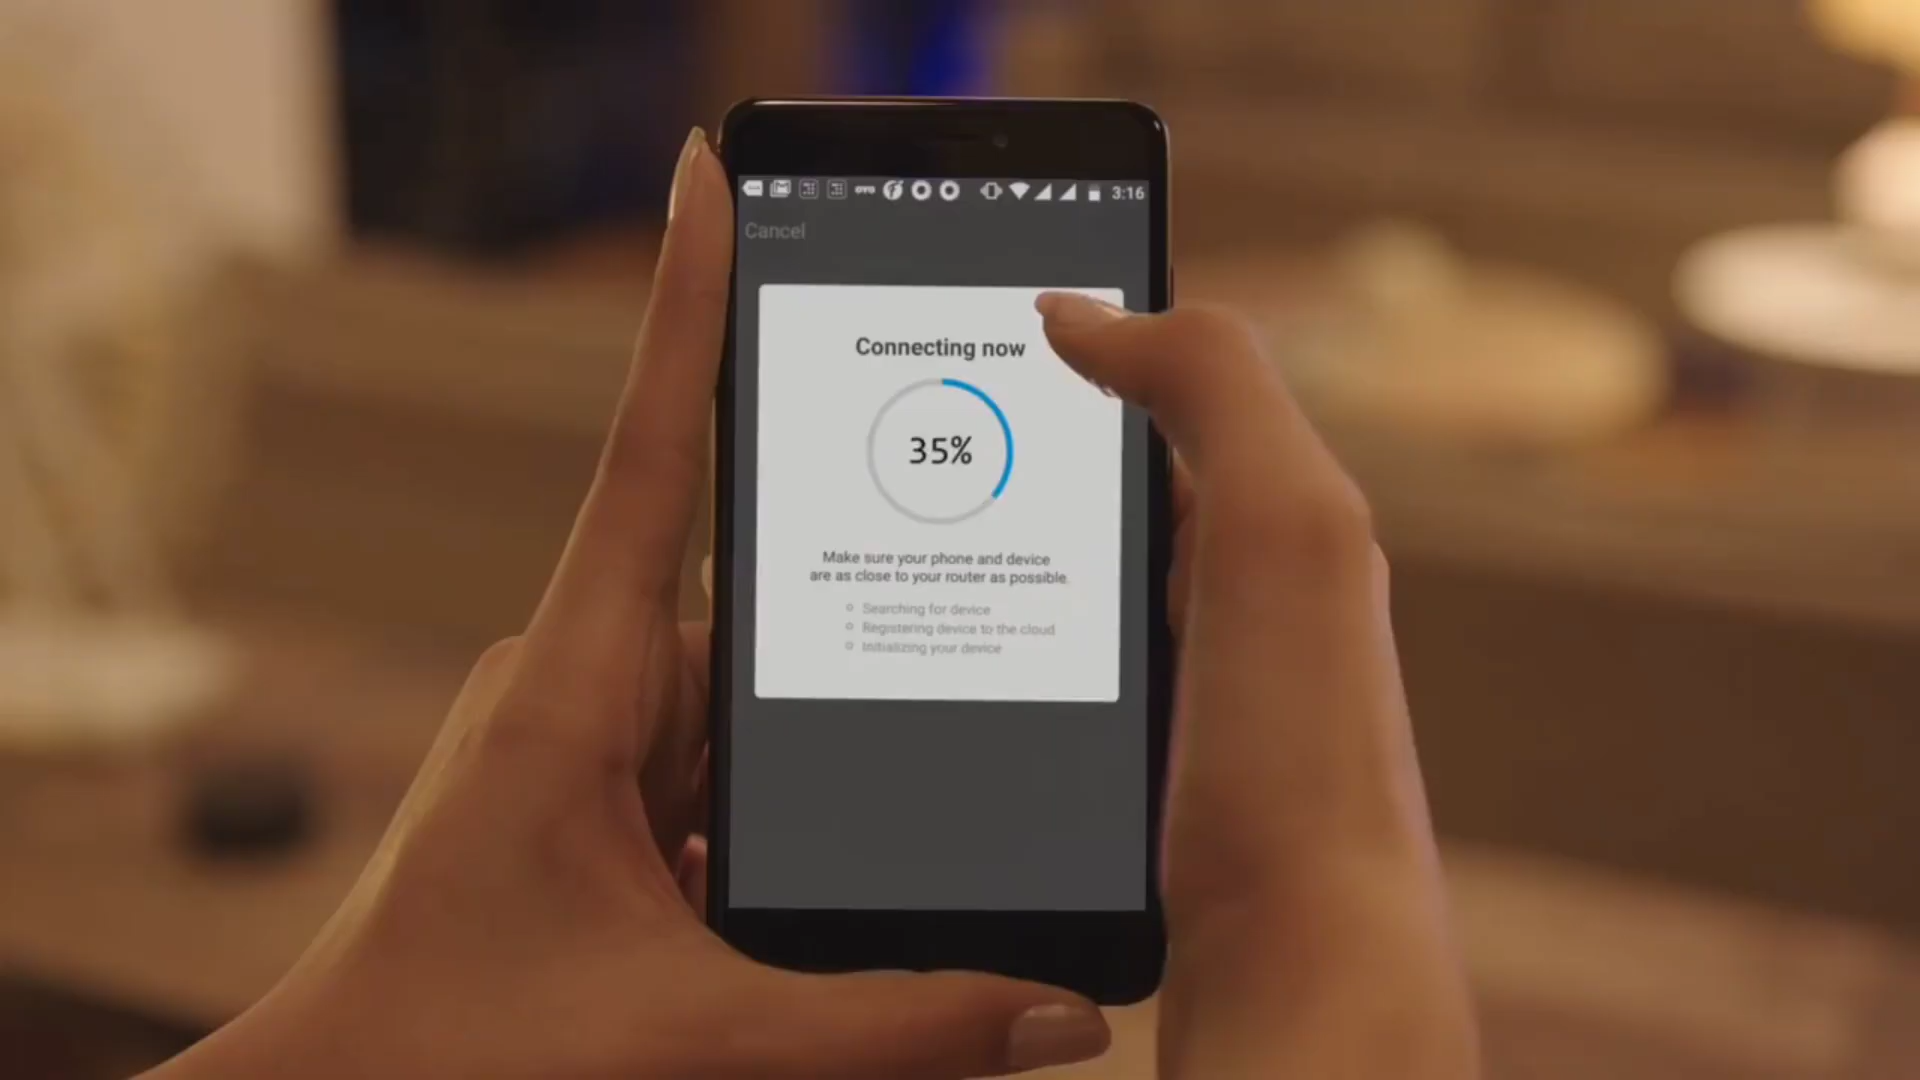 3:16
Cancel
Connecting now
35%
Make sure your phone and device
are as close to your router as possible.
Searching for device
Registering device to the cloud
Initializing your device